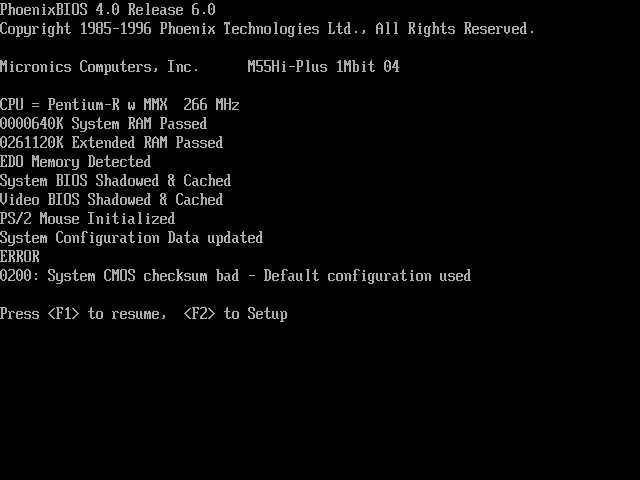 PhoenixBIOS 4.0 Release 6.0
Copyright 1985-1996 Phoenix Technologies Ltd., All Rights Reserved.
Micronics Computers, Inc.      M55Hi-Plus 1Mbit 04
CPU = Pentium-R w MMX  266 MHz
0000640K System RAM Passed
0261120K Extended RAM Passed
EDO Memory Detected
System BIOS Shadowed & Cached
Video BIOS Shadowed & Cached
PS/2 Mouse Initialized
System Configuration Data updated
ERROR
0200: System CMOS checksum bad - Default configuration used
Press <F1> to resume,  <F2> to Setup